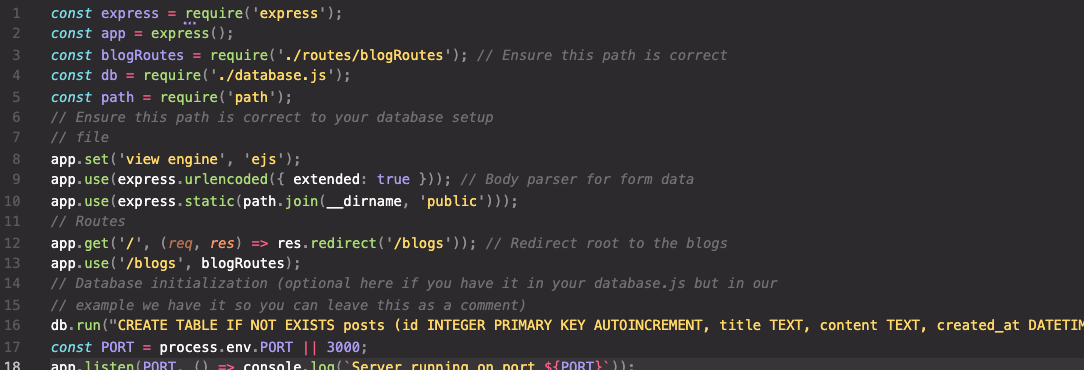 1 const express = require('express');
2 const app = express();
3 const blogRoutes = require('./routes/blogRoutes'); // Ensure this path is correct
4 const db = require('./database.js');
5 const path = require('path');
6 // Ensure this path is correct to your database setup
7 // file
8 app.set('view engine', 'ejs');
9 app.use(express.urlencoded({ extended: true })); // Body parser for form data
10 app.use(express.static(path.join(__dirname, 'public')));
11 // Routes
12 app.get('/', (req, res) => res.redirect('/blogs')); // Redirect root to the blogs
13 app.use('/blogs', blogRoutes);
14 // Database initialization (optional here if you have it in your database.js but in our
15 // example we have it so you can leave this as a comment)
16 db.run("CREATE TABLE IF NOT EXISTS posts (id INTEGER PRIMARY KEY AUTOINCREMENT, title TEXT, content TEXT, created_at DATETIM
17 const PORT = process.env.PORT || 3000;
18 app.listen(PORT, () => console.log(`Server running on port ${PORT}`));